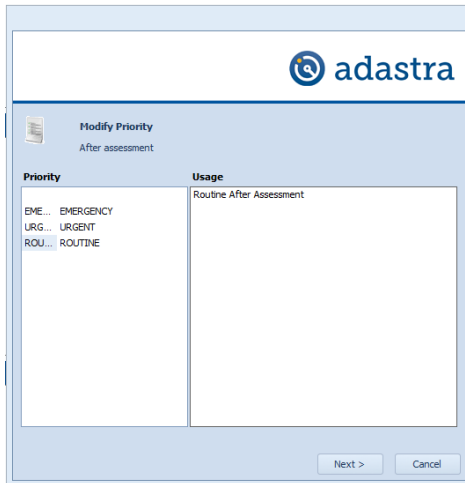 adastra
Modify Priority
After assessment
Priority
Usage
EME... EMERGENCY
URG... URGENT
ROU... ROUTINE
Routine After Assessment
Next >
Cancel